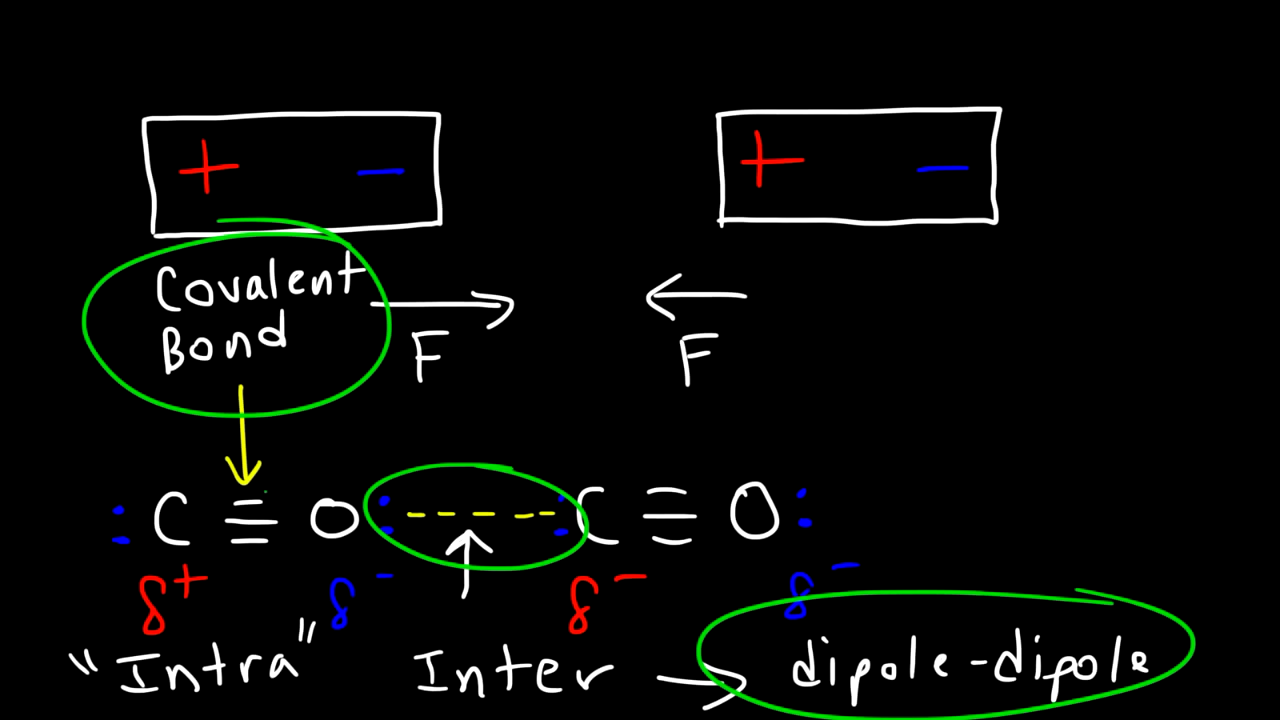 + − + −
Covalent
Bond
F F
:C≡O:-----:C≡O:
δ+ δ− δ− δ−
"Intra" Inter → dipole-dipole